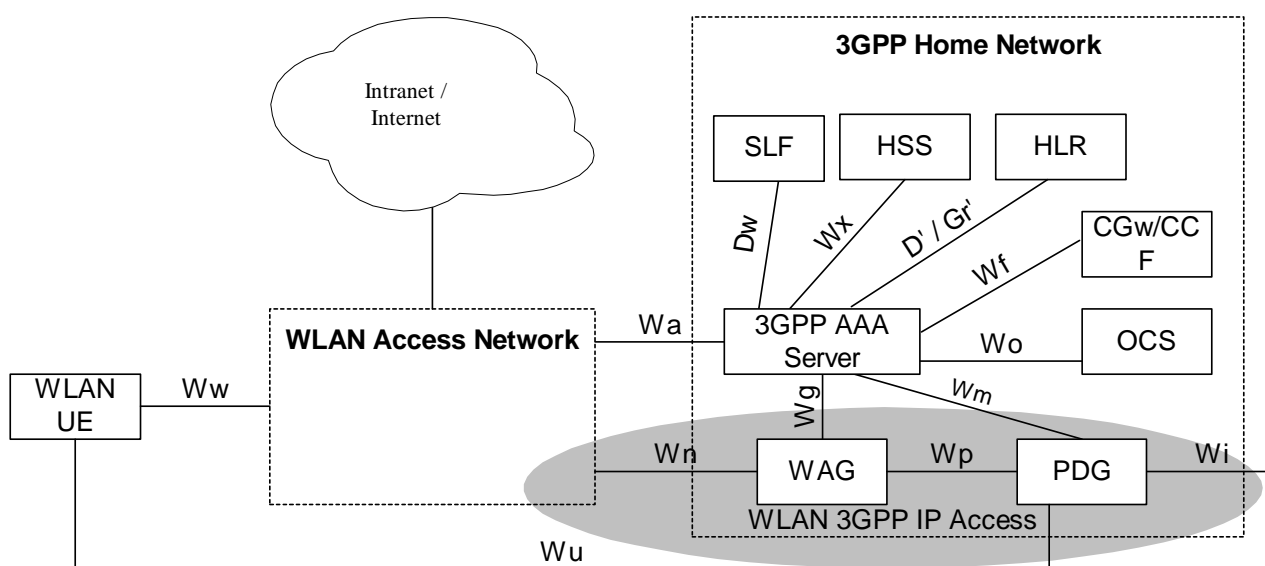 3GPP Home Network
Intranet /
Internet
SLF
HSS
HLR
Dw
Wx
D' / Gr'
CGw/CC
F
Wf
WLAN Access Network
Wa
3GPP AAA
Server
Wo
OCS
WLAN
UE
Ww
Wg
Wm
Wn
WAG
Wp
PDG
Wi
WLAN 3GPP IP Access
Wu